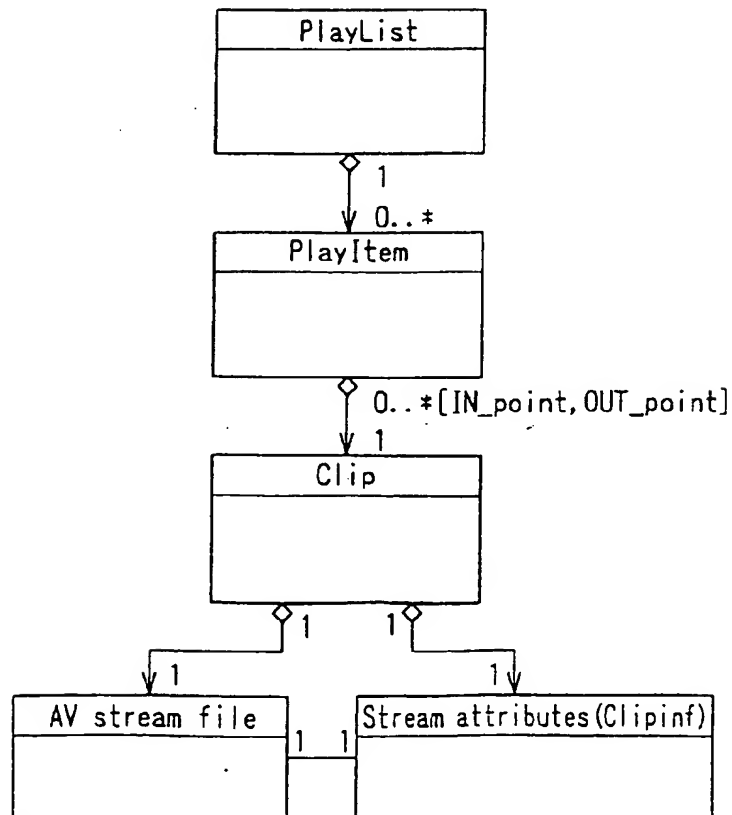 PlayList
1
0..*
PlayItem
0..*[IN_point, OUT_point]
1
Clip
1 1
1 1
AV stream file Stream attributes(Clipinf)
1 1